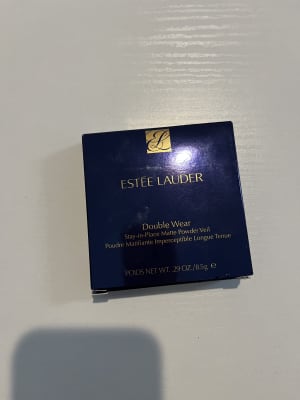 ESTĒE LAUDER
Double Wear
Stay-in-Place Matte Powder Veil
Poudre Matifiante Imperceptible Longue Tenue
POIDS NET WT. .29 OZ./8.5g ℮